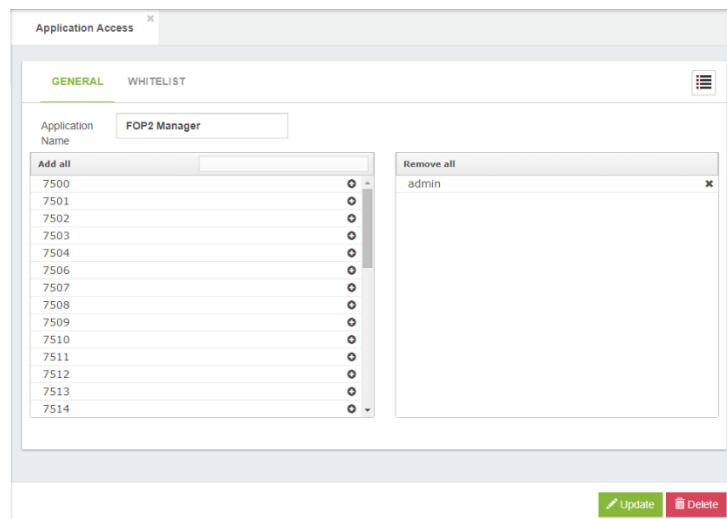 Application Access
GENERAL WHITELIST
Application Name FOP2 Manager
Add all
7500
7501
7502
7503
7504
7506
7507
7508
7509
7510
7511
7512
7513
7514
Remove all
admin
Update Delete